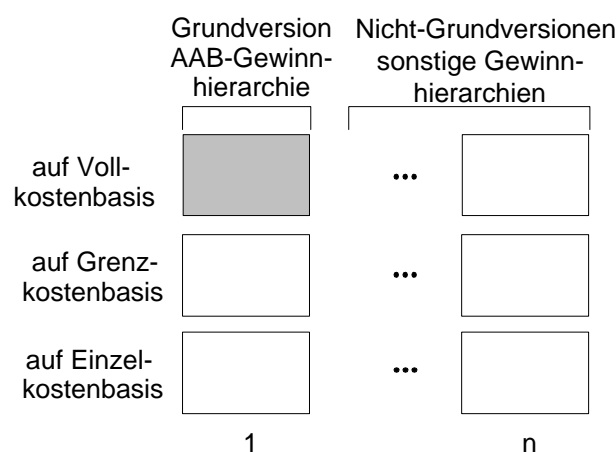 Grundversion
AAB-Gewinn-
hierarchie
Nicht-Grundversionen
sonstige Gewinn-
hierarchien
auf Voll-
kostenbasis
...
auf Grenz-
kostenbasis
...
auf Einzel-
kostenbasis
...
1
n